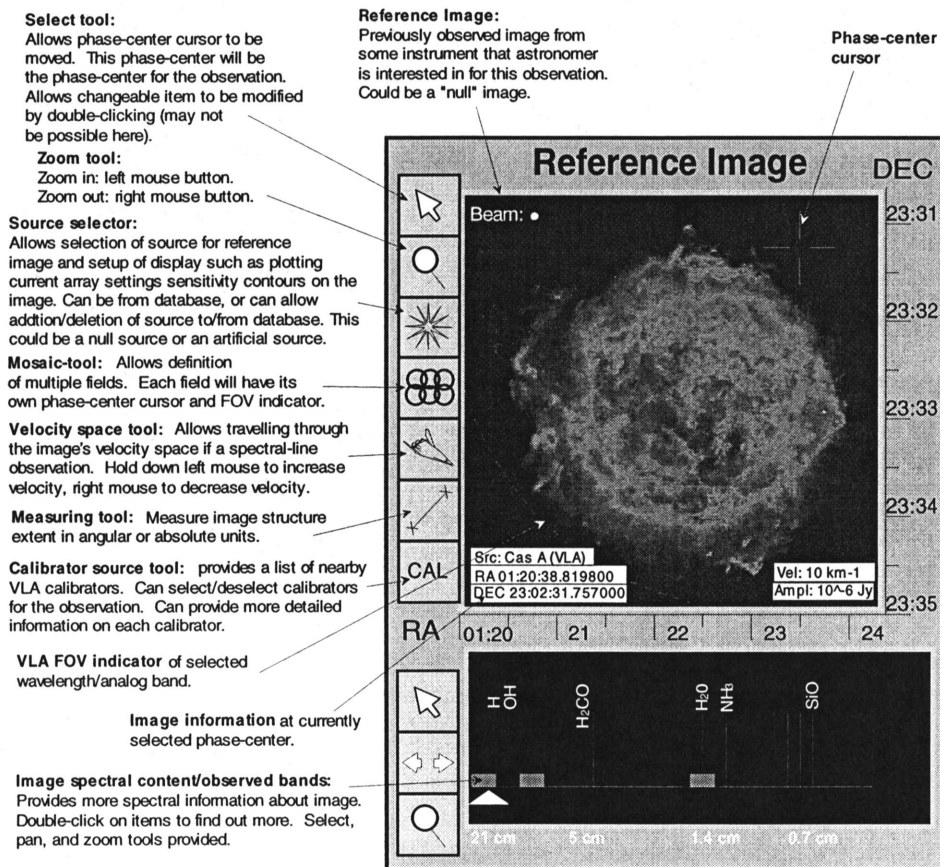 Select tool:
Allows phase-center cursor to be
moved. This phase-center will be
the phase-center for the observation.
Allows changeable item to be modified
by double-clicking (may not
be possible here).
Zoom tool:
Zoom in: left mouse button.
Zoom out: right mouse button.
Source selector:
Allows selection of source for reference
image and setup of display such as plotting
current array settings sensitivity contours on the
image. Can be from database, or can allow
addtion/deletion of source to/from database. This
could be a null source or an artificial source.
Mosaic-tool: Allows definition
of multiple fields. Each field will have its
own phase-center cursor and FOV indicator.
Velocity space tool: Allows travelling through
the image's velocity space if a spectral-line
observation. Hold down left mouse to increase
velocity, right mouse to decrease velocity.
Measuring tool: Measure image structure
extent in angular or absolute units.
Calibrator source tool: provides a list of nearby
VLA calibrators. Can select/deselect calibrators
for the observation. Can provide more detailed
information on each calibrator.
VLA FOV indicator of selected
wavelength/analog band.
Image information at currently
selected phase-center.
Image spectral content/observed bands:
Provides more spectral information about image.
Double-click on items to find out more. Select,
pan, and zoom tools provided.
Reference Image:
Previously observed image from
some instrument that astronomer
is interested in for this observation.
Could be a "null" image.
Phase-center
cursor
Reference Image
DEC
Beam:
23:31
23:32
23:33
23:34
23:35
CAL
Src: Cas A (VLA)
RA 01:20:38.819800
DEC 23:02:31.757000
Vel: 10 km-1
Ampl: 10^-6 Jy
RA
01:20
21
22
23
24
H
OH
H2CO
H20
NH3
SiO
21 cm
5 cm
1.4 cm
0.7 cm